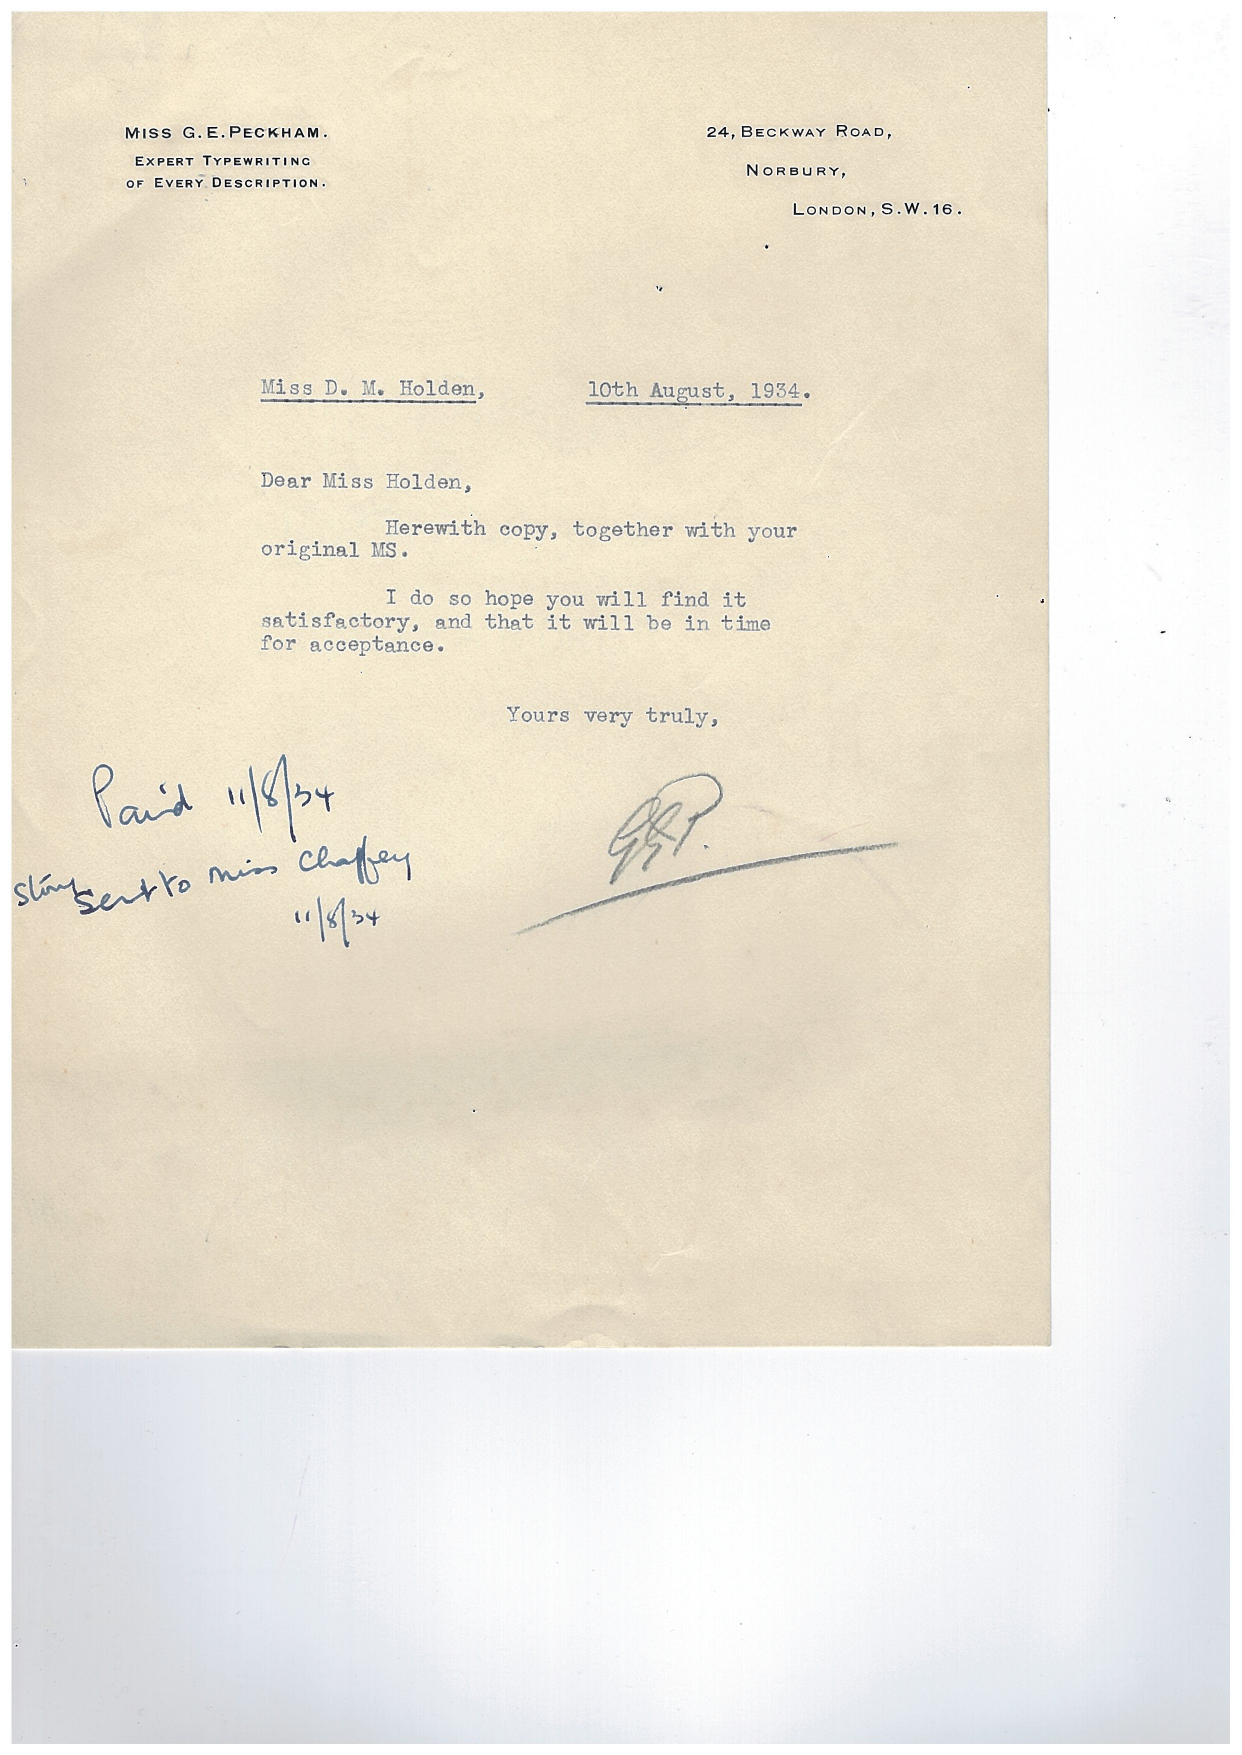 MISS G. E. PECKHAM.
EXPERT TYPEWRITING
OF EVERY DESCRIPTION.
24, BECKWAY ROAD,
NORBURY,
LONDON, S.W.16.
Miss D. M. Holden,
10th August, 1934.
Dear Miss Holden,
Herewith copy, together with your
original MS.
I do so hope you will find it
satisfactory, and that it will be in time
for acceptance.
Yours very truly,
GEP.
Paid 11/8/34
Story Sent to Miss Chaffey
11/8/34